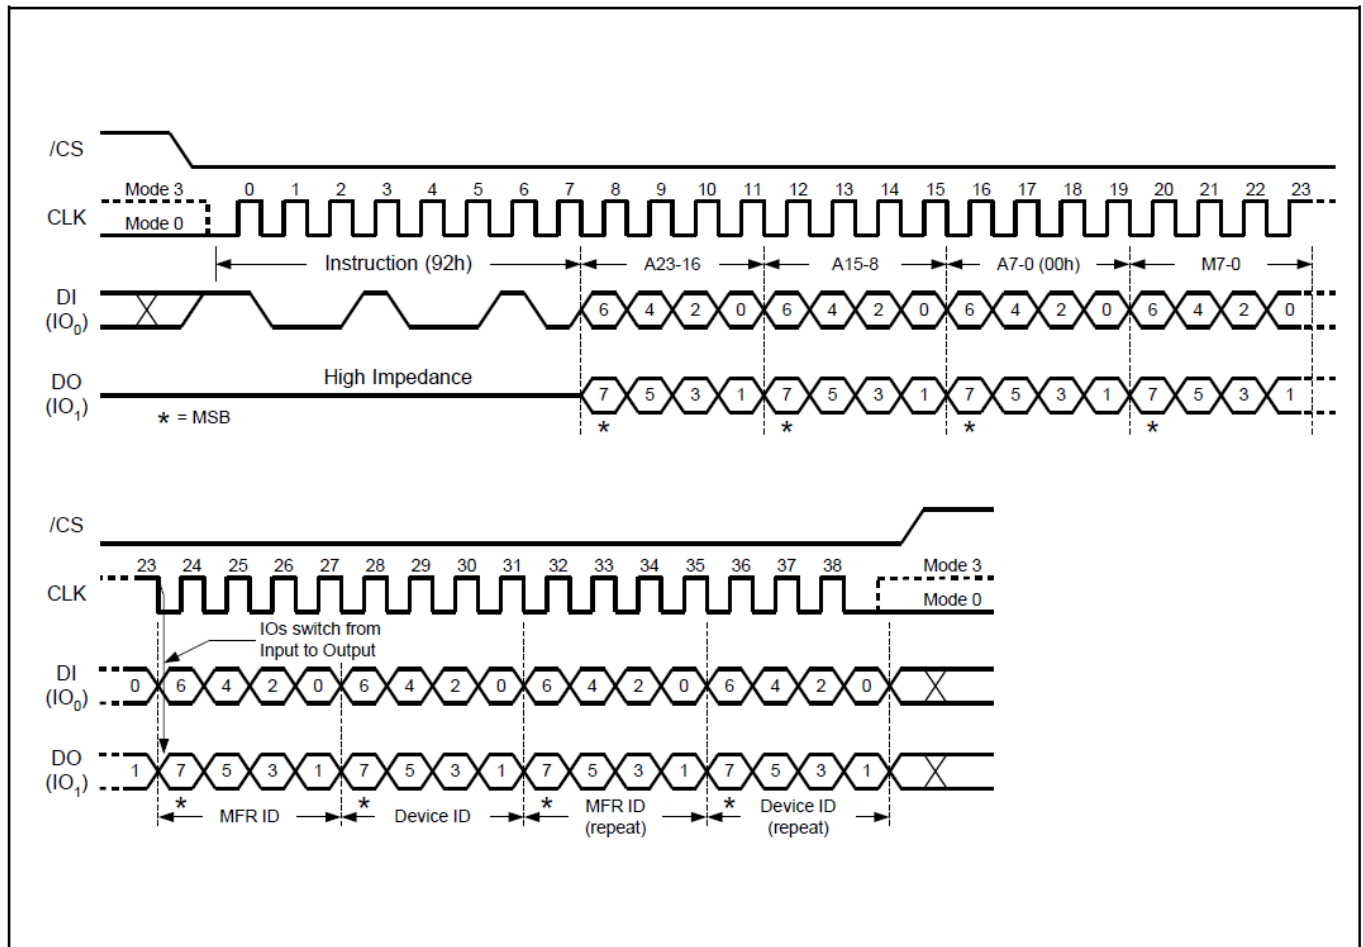 /CS
Mode 3 0 1 2 3 4 5 6 7 8 9 10 11 12 13 14 15 16 17 18 19 20 21 22 23
CLK
Mode 0
Instruction (92h) A23-16 A15-8 A7-0 (00h) M7-0
DI
(IO0) 6 4 2 0 6 4 2 0 6 4 2 0 6 4 2 0
High Impedance
DO
(IO1) 7 5 3 1 7 5 3 1 7 5 3 1 7 5 3 1
* = MSB * * * *
/CS
23 24 25 26 27 28 29 30 31 32 33 34 35 36 37 38 Mode 3
CLK
Mode 0
IOs switch from
Input to Output
DI
(IO0) 0 6 4 2 0 6 4 2 0 6 4 2 0 6 4 2 0
DO
(IO1) 1 7 5 3 1 7 5 3 1 7 5 3 1 7 5 3 1
* * * *
MFR ID Device ID MFR ID
(repeat) Device ID
(repeat)